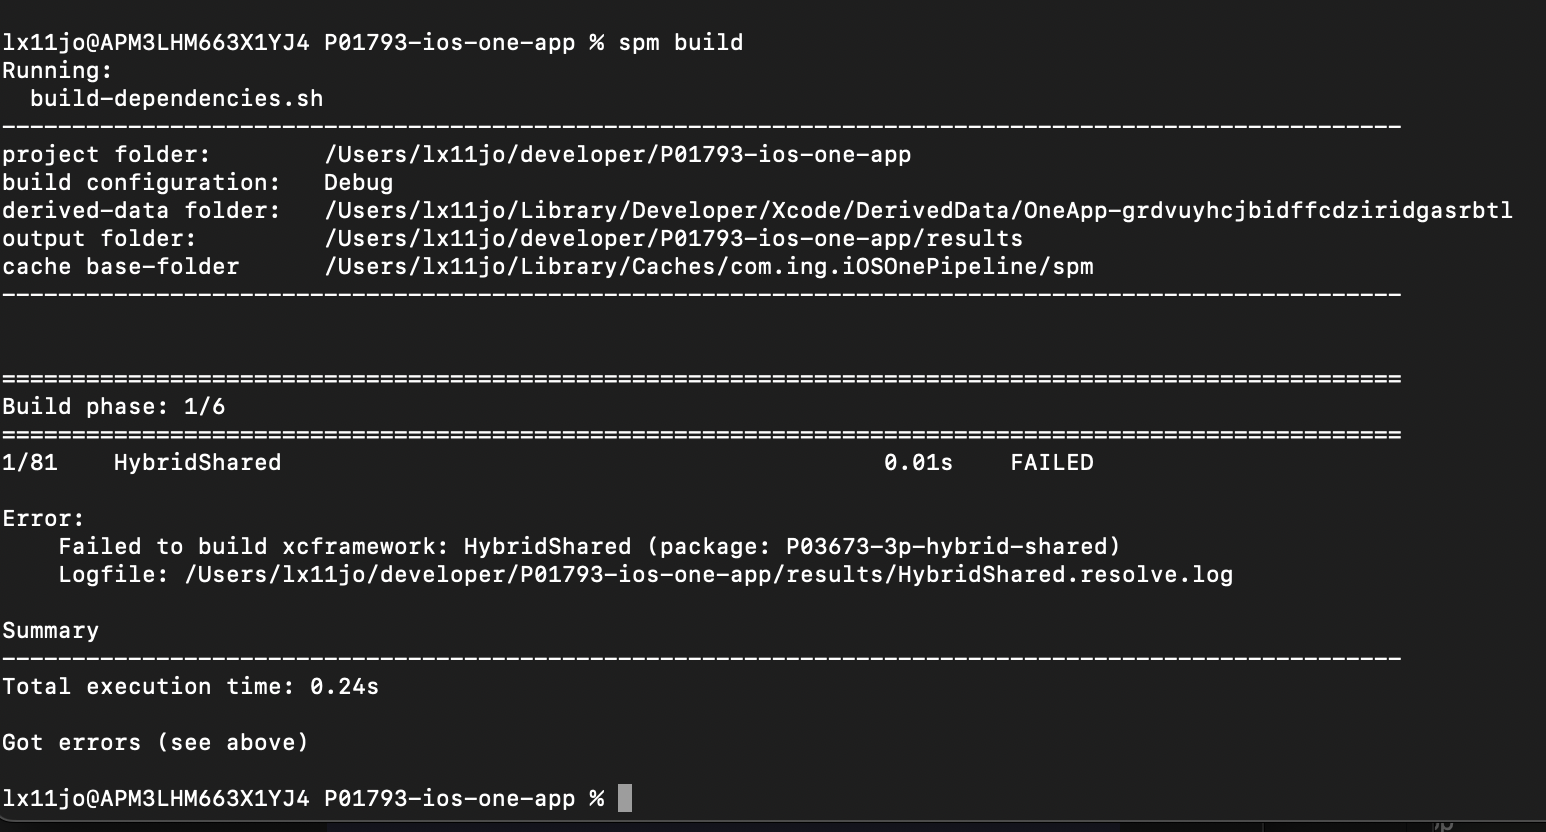 lx11jo@APM3LHM663X1YJ4 P01793-ios-one-app % spm build
Running:
  build-dependencies.sh
----------------------------------------------------------------------------------------------------
project folder:        /Users/lx11jo/developer/P01793-ios-one-app
build configuration:   Debug
derived-data folder:   /Users/lx11jo/Library/Developer/Xcode/DerivedData/OneApp-grdvuyhcjbidffcdziridgasrbtl
output folder:         /Users/lx11jo/developer/P01793-ios-one-app/results
cache base-folder      /Users/lx11jo/Library/Caches/com.ing.iOSOnePipeline/spm
----------------------------------------------------------------------------------------------------
====================================================================================================
Build phase: 1/6
====================================================================================================
1/81    HybridShared                                           0.01s    FAILED
Error:
    Failed to build xcframework: HybridShared (package: P03673-3p-hybrid-shared)
    Logfile: /Users/lx11jo/developer/P01793-ios-one-app/results/HybridShared.resolve.log
Summary
----------------------------------------------------------------------------------------------------
Total execution time: 0.24s
Got errors (see above)
lx11jo@APM3LHM663X1YJ4 P01793-ios-one-app %